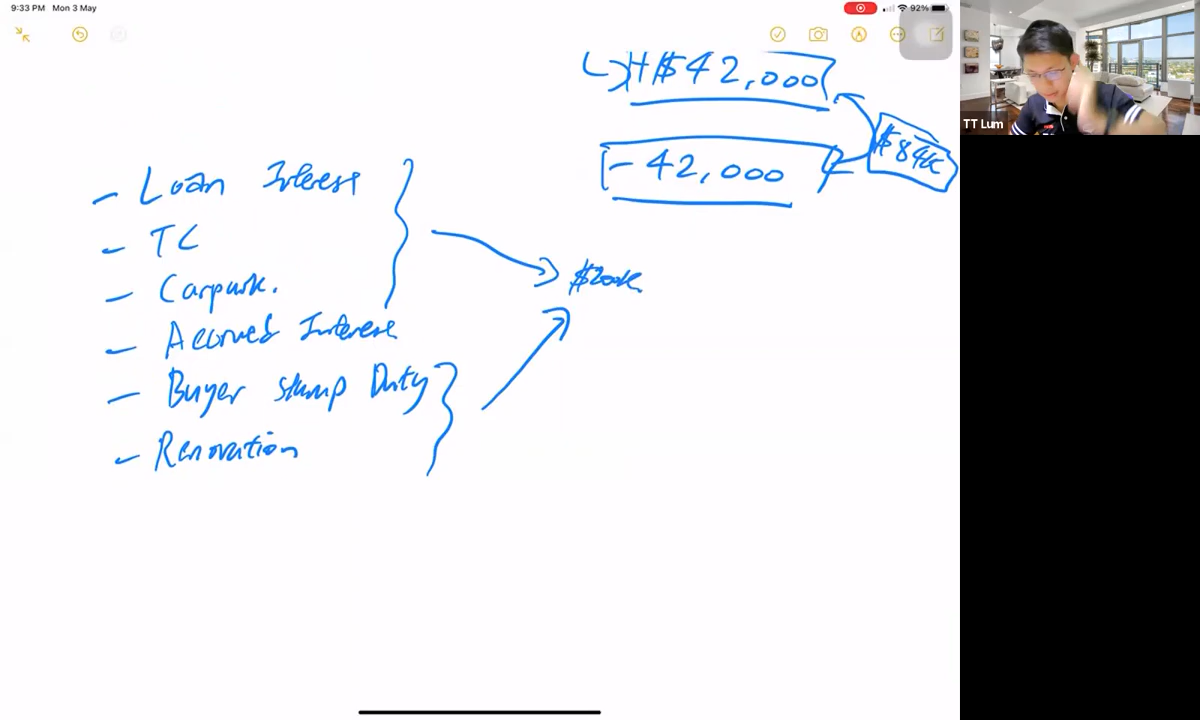 9:33 PM Mon 3 May
92%
+$42,000
- 42,000
$84k
TT Lum
- Loan Interest
- TC
- Carpark.
- Accrued Interest
- Buyer Stamp Duty
- Renovation
$200k